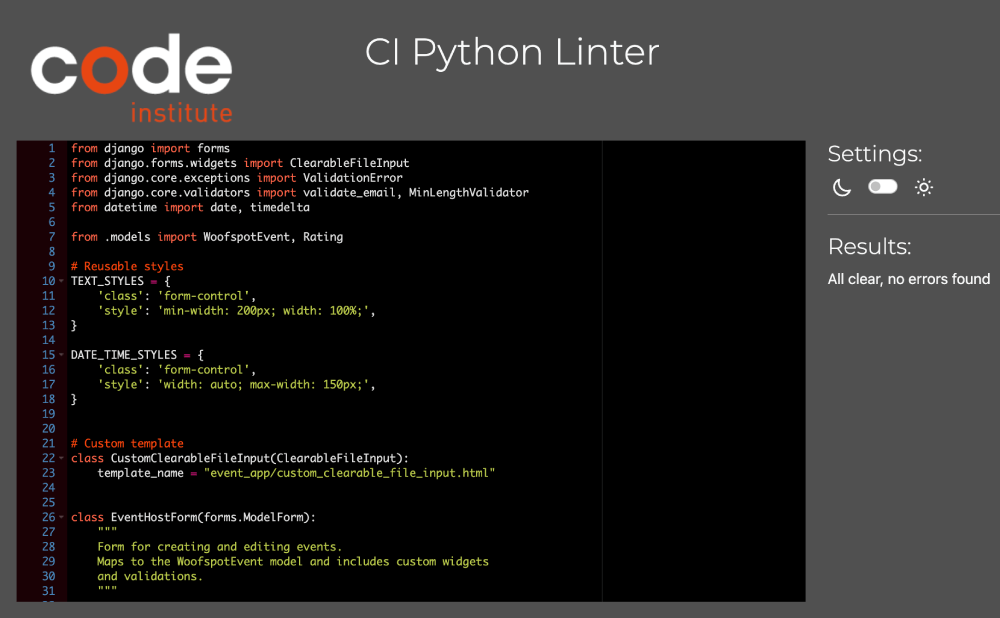 code
institute
CI Python Linter
1 from django import forms
2 from django.forms.widgets import ClearableFileInput
3 from django.core.exceptions import ValidationError
4 from django.core.validators import validate_email, MinLengthValidator
5 from datetime import date, timedelta
6
7 from .models import WoofspotEvent, Rating
8
9 # Reusable styles
10 TEXT_STYLES = {
11     'class': 'form-control',
12     'style': 'min-width: 200px; width: 100%;',
13 }
14
15 DATE_TIME_STYLES = {
16     'class': 'form-control',
17     'style': 'width: auto; max-width: 150px;',
18 }
19
20
21 # Custom template
22 class CustomClearableFileInput(ClearableFileInput):
23     template_name = "event_app/custom_clearable_file_input.html"
24
25
26 class EventHostForm(forms.ModelForm):
27     """
28     Form for creating and editing events.
29     Maps to the WoofspotEvent model and includes custom widgets
30     and validations.
31     """
Settings:
Results:
All clear, no errors found